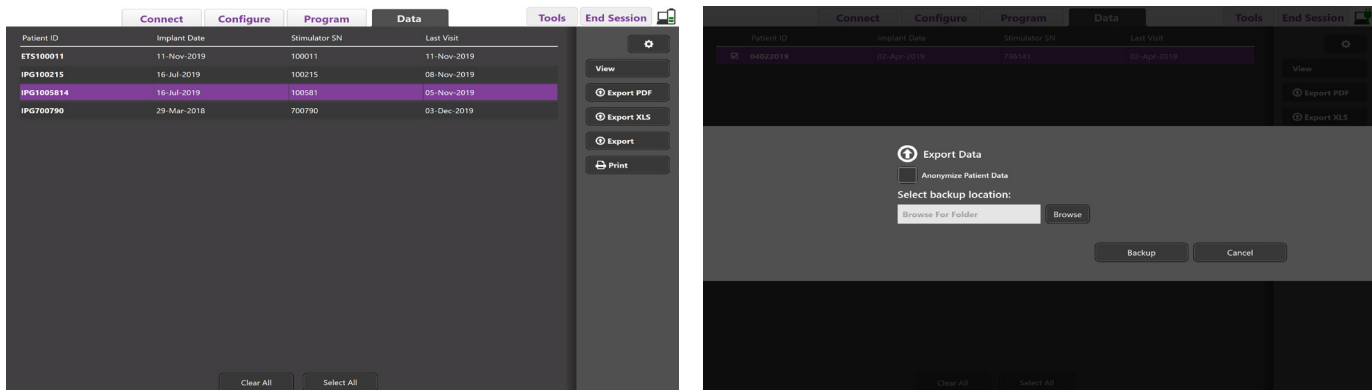 Connect Configure Program Data Tools End Session
Patient ID Implant Date Stimulator SN Last Visit
ETS100011 11-Nov-2019 100011 11-Nov-2019
IPG100215 16-Jul-2019 100215 08-Nov-2019
IPG1005814 16-Jul-2019 100581 05-Nov-2019
IPG700790 29-Mar-2018 700790 03-Dec-2019
View
Export PDF
Export XLS
Export
Print
Clear All Select All
Connect Configure Program Data Tools End Session
Patient ID Implant Date Stimulator SN Last Visit
04022019 02-Apr-2019 736141 02-Apr-2019
View
Export PDF
Export XLS
Export Data
Anonymize Patient Data
Select backup location:
Browse For Folder Browse
Backup Cancel
Clear All Select All